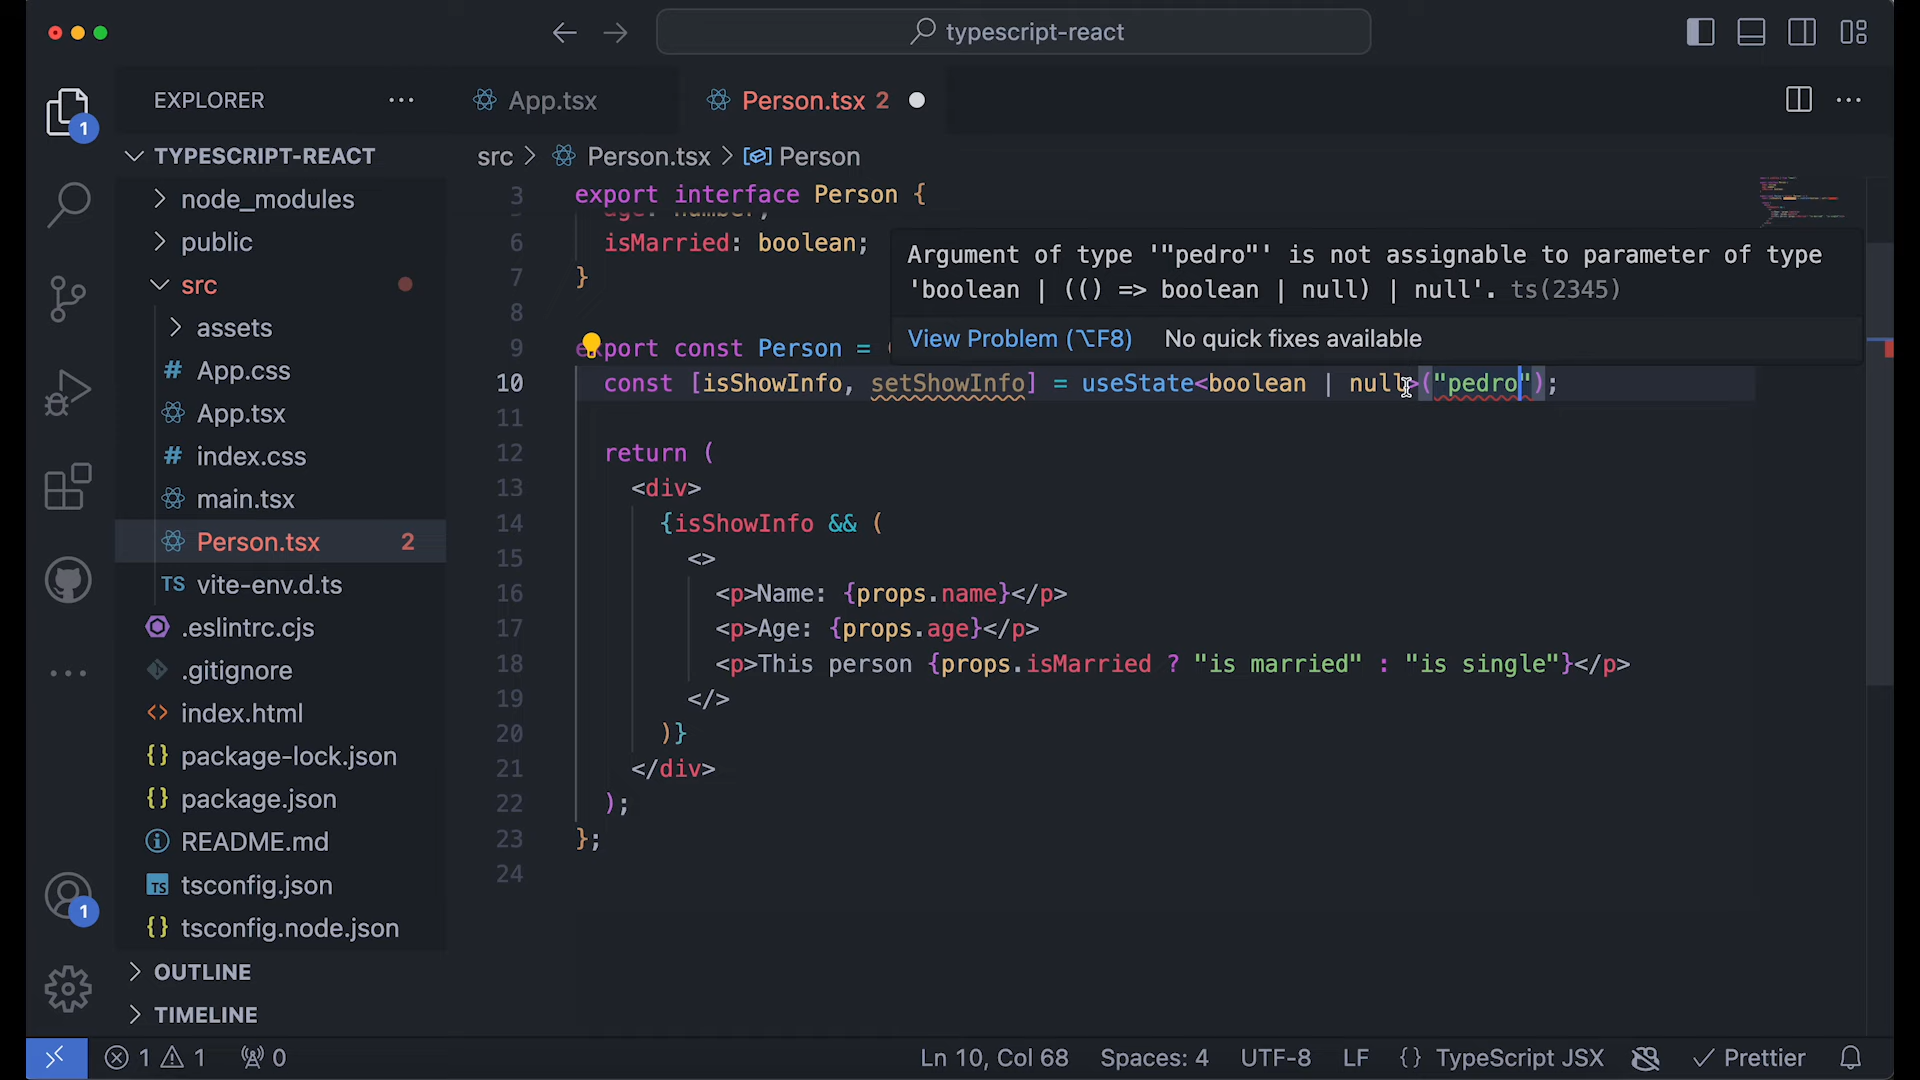 typescript-react
EXPLORER
App.tsx
Person.tsx 2
1
TYPESCRIPT-REACT
src > Person.tsx > Person
node_modules
public
src
assets
# App.css
App.tsx
# index.css
main.tsx
Person.tsx 2
TS vite-env.d.ts
.eslintrc.cjs
.gitignore
<> index.html
{} package-lock.json
{} package.json
README.md
TS tsconfig.json
{} tsconfig.node.json
OUTLINE
TIMELINE
1
3 export interface Person {
age: number;
6 isMarried: boolean;
7 }
8
9 export const Person = (
10 const [isShowInfo, setShowInfo] = useState<boolean | null>("pedro");
11
12 return (
13 <div>
14 {isShowInfo && (
15 <>
16 <p>Name: {props.name}</p>
17 <p>Age: {props.age}</p>
18 <p>This person {props.isMarried ? "is married" : "is single"}</p>
19 </>
20 )}
21 </div>
22 );
23 };
24
Argument of type '"pedro"' is not assignable to parameter of type
'boolean | (() => boolean | null) | null'. ts(2345)
View Problem (⌥F8) No quick fixes available
1 1 0
Ln 10, Col 68 Spaces: 4 UTF-8 LF {} TypeScript JSX Prettier